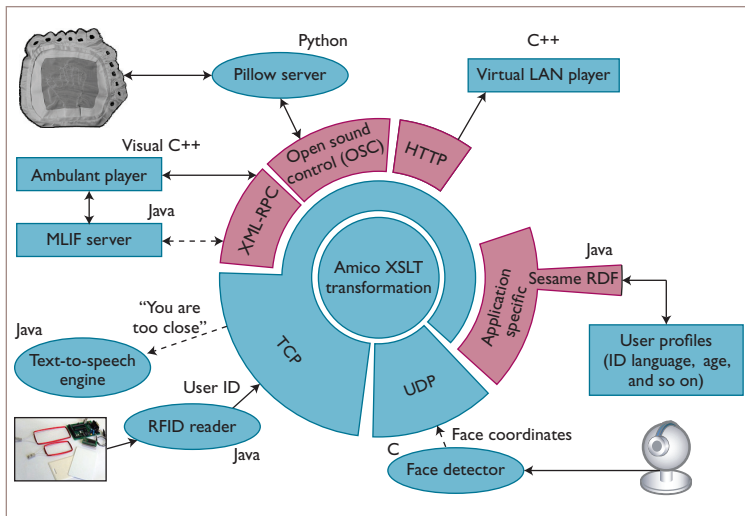 Python
Pillow server
C++
Virtual LAN player
Open sound
control (OSC)
HTTP
Visual C++
Ambulant player
Java
MLIF server
XML-RPC
Amico XSLT
transformation
Application
specific
Java
Sesame RDF
User profiles
(ID language, age,
and so on)
"You are
too close"
Java
Text-to-speech
engine
TCP
UDP
User ID
RFID reader
Java
Face coordinates
C
Face detector